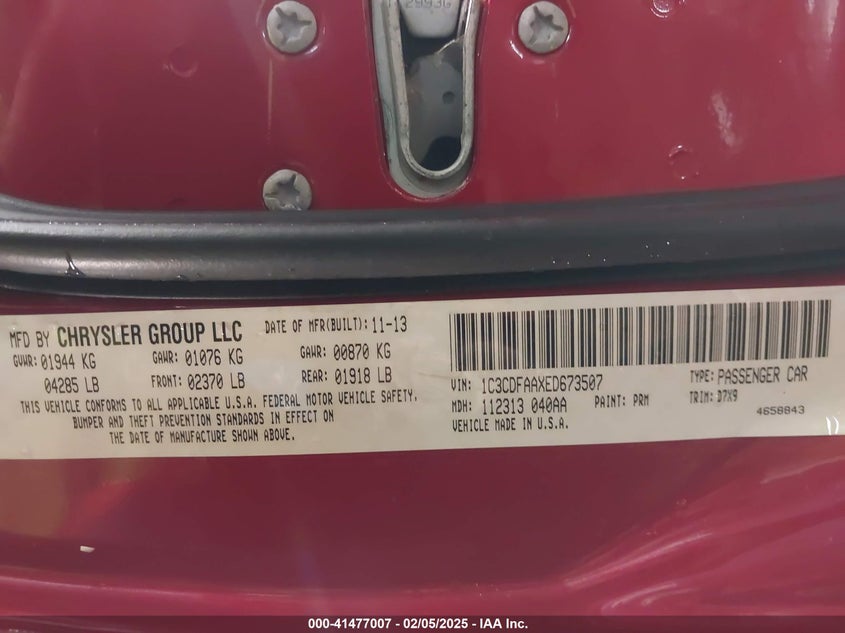 2993G
MFD BY CHRYSLER GROUP LLC DATE OF MFR(BUILT): 11-13
GVWR: 01944 KG GAWR: 01076 KG GAWR: 00870 KG
04285 LB FRONT: 02370 LB REAR: 01918 LB
THIS VEHICLE CONFORMS TO ALL APPLICABLE U.S.A. FEDERAL MOTOR VEHICLE SAFETY,
BUMPER AND THEFT PREVENTION STANDARDS IN EFFECT ON
THE DATE OF MANUFACTURE SHOWN ABOVE.
VIN: 1C3CDFAAXED673507 TYPE: PASSENGER CAR
MDH: 112313 040AA PAINT: PRM TRIM: D7X9
VEHICLE MADE IN U.S.A. 4658843
000-41477007 - 02/05/2025 - IAA Inc.